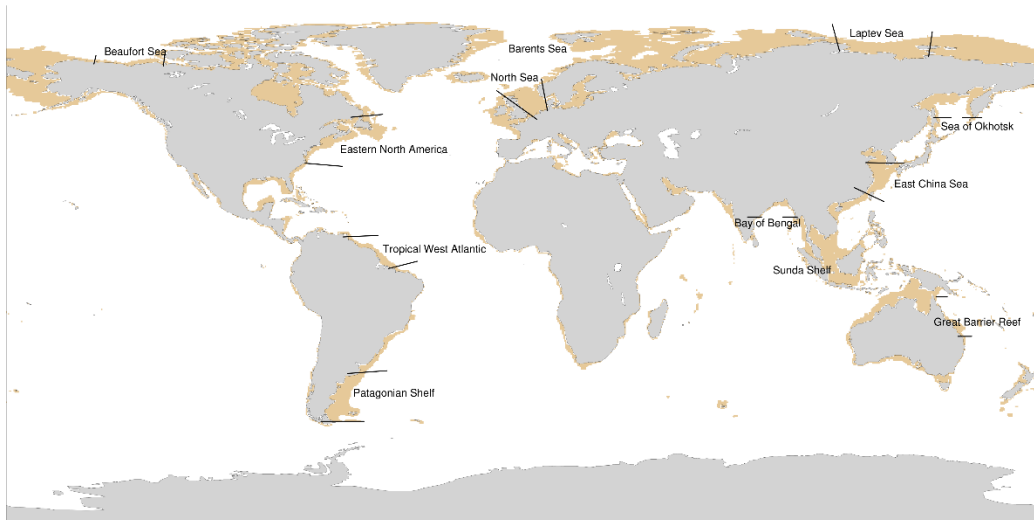 Laptev Sea
Beaufort Sea
Barents Sea
North Sea
Sea of Okhotsk
Eastern North America
East China Sea
Bay of Bengal
Tropical West Atlantic
Sunda Shelf
Great Barrier Reef
Patagonian Shelf